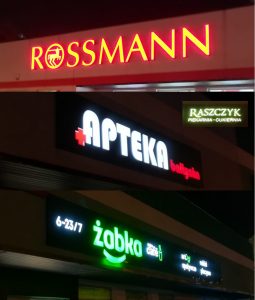 ROSSMANN
RASZCZYK
PIEKARNIA - CUKIERNIA
APTEKA
6-23/7
żabka